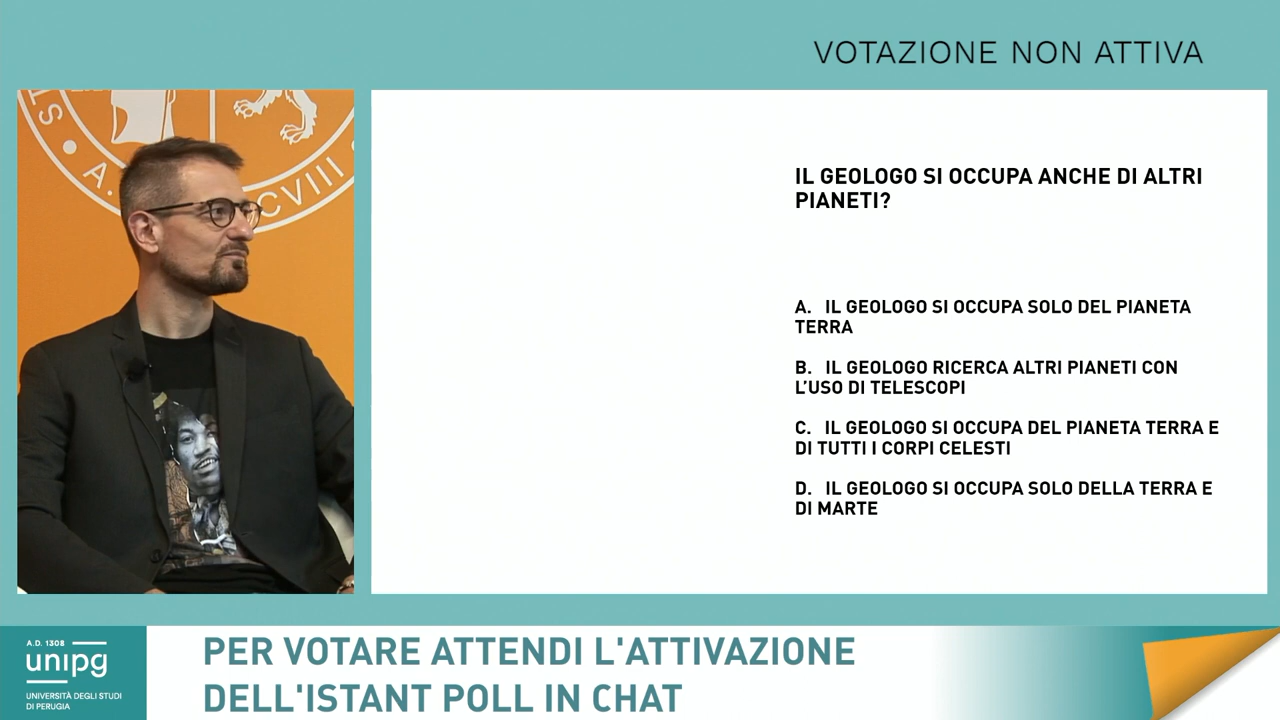 VOTAZIONE NON ATTIVA
ST
A.
CVIII
IL GEOLOGO SI OCCUPA ANCHE DI ALTRI
PIANETI?
A. IL GEOLOGO SI OCCUPA SOLO DEL PIANETA
TERRA
B. IL GEOLOGO RICERCA ALTRI PIANETI CON
L’USO DI TELESCOPI
C. IL GEOLOGO SI OCCUPA DEL PIANETA TERRA E
DI TUTTI I CORPI CELESTI
D. IL GEOLOGO SI OCCUPA SOLO DELLA TERRA E
DI MARTE
A.D. 1308
unipg
UNIVERSITÀ DEGLI STUDI
DI PERUGIA
PER VOTARE ATTENDI L'ATTIVAZIONE
DELL'ISTANT POLL IN CHAT